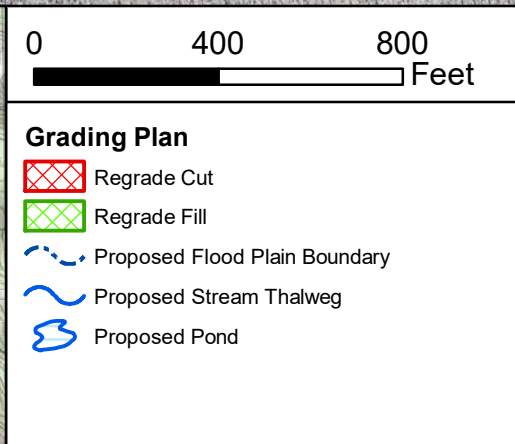 0 400 800
Feet
Grading Plan
Regrade Cut
Regrade Fill
Proposed Flood Plain Boundary
Proposed Stream Thalweg
Proposed Pond